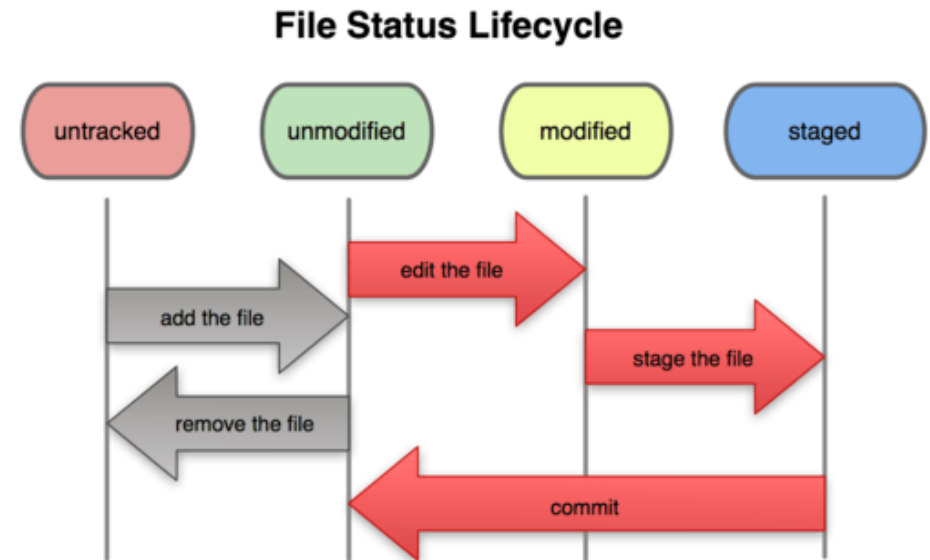 File Status Lifecycle
untracked
unmodified
modified
staged
edit the file
add the file
stage the file
remove the file
commit